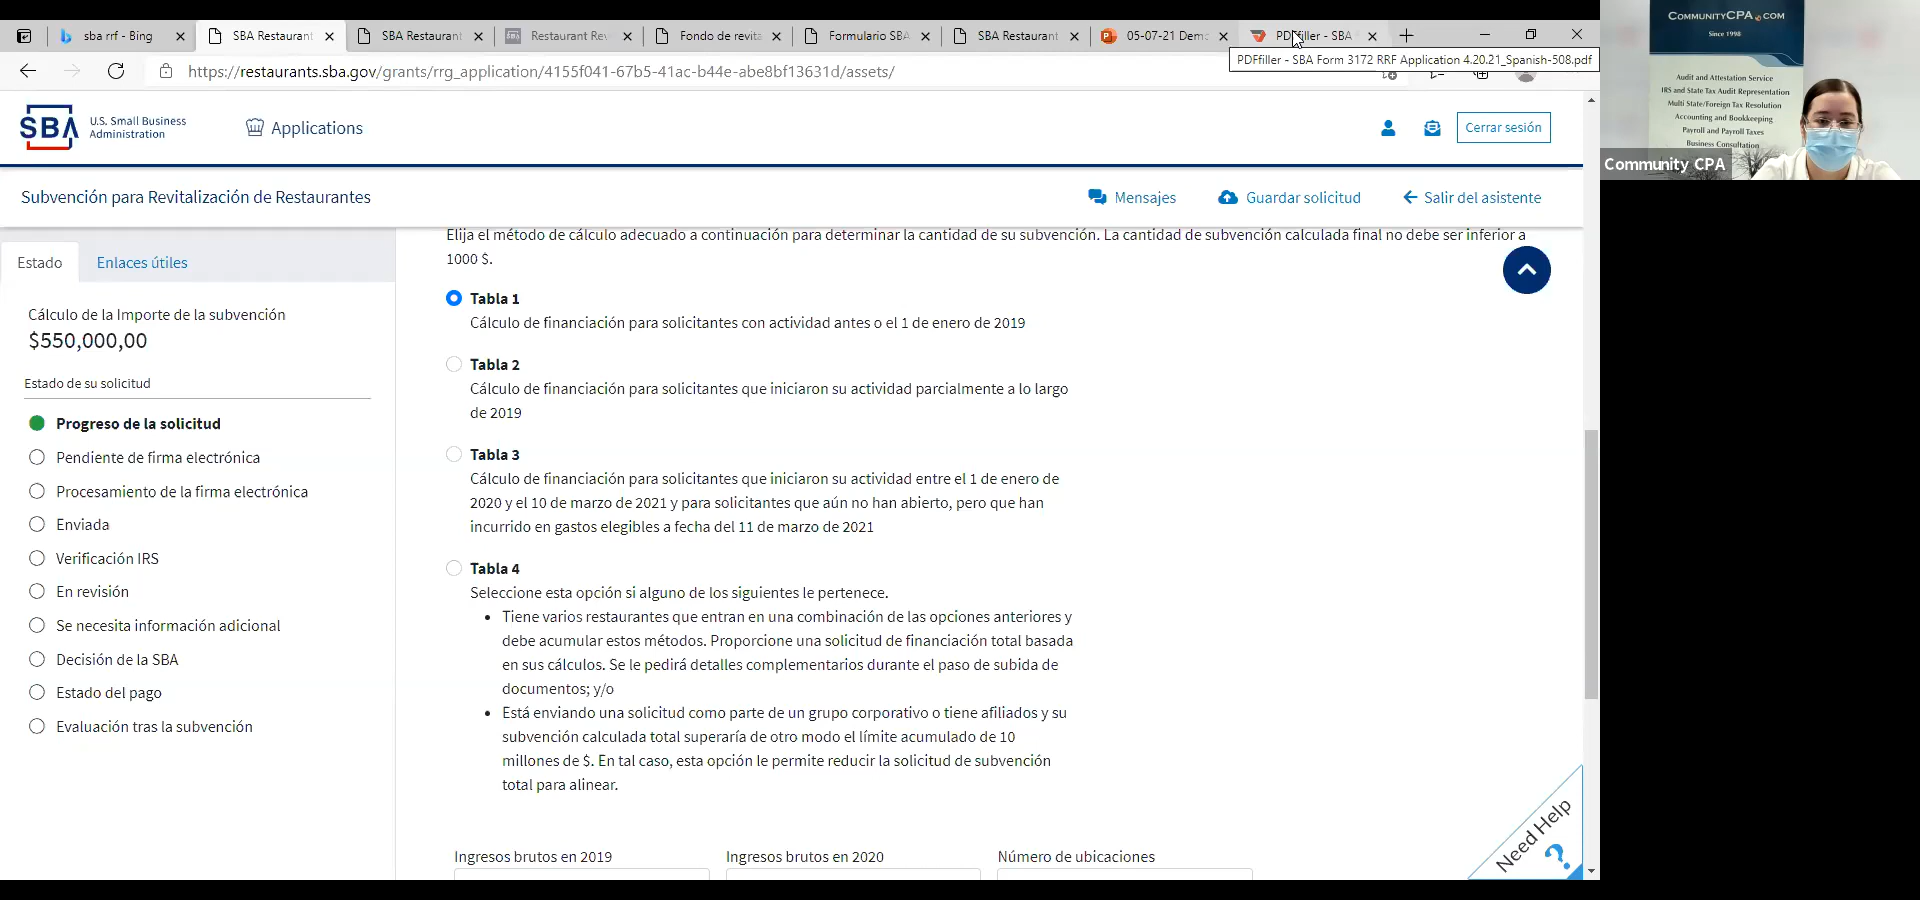 sba rrf - Bing
SBA Restaurant
SBA Restaurant
Restaurant Rev
Fondo de revita
Formulario SBA
SBA Restaurant
05-07-21 Demo
PDFfiller - SBA
https://restaurants.sba.gov/grants/rrg_application/4155f041-67b5-41ac-b44e-abe8bf13631d/assets/
PDFfiller - SBA Form 3172 RRF Application 4.20.21_Spanish-508.pdf
SBA
U.S. Small Business
Administration
Applications
Cerrar sesión
Subvención para Revitalización de Restaurantes
Mensajes
Guardar solicitud
Salir del asistente
Estado
Enlaces útiles
Cálculo de la Importe de la subvención
$550,000,00
Estado de su solicitud
Progreso de la solicitud
Pendiente de firma electrónica
Procesamiento de la firma electrónica
Enviada
Verificación IRS
En revisión
Se necesita información adicional
Decisión de la SBA
Estado del pago
Evaluación tras la subvención
Elija el método de cálculo adecuado a continuación para determinar la cantidad de su subvención. La cantidad de subvención calculada final no debe ser inferior a
1000 $.
Tabla 1
Cálculo de financiación para solicitantes con actividad antes o el 1 de enero de 2019
Tabla 2
Cálculo de financiación para solicitantes que iniciaron su actividad parcialmente a lo largo
de 2019
Tabla 3
Cálculo de financiación para solicitantes que iniciaron su actividad entre el 1 de enero de
2020 y el 10 de marzo de 2021 y para solicitantes que aún no han abierto, pero que han
incurrido en gastos elegibles a fecha del 11 de marzo de 2021
Tabla 4
Seleccione esta opción si alguno de los siguientes le pertenece.
• Tiene varios restaurantes que entran en una combinación de las opciones anteriores y
debe acumular estos métodos. Proporcione una solicitud de financiación total basada
en sus cálculos. Se le pedirá detalles complementarios durante el paso de subida de
documentos; y/o
• Está enviando una solicitud como parte de un grupo corporativo o tiene afiliados y su
subvención calculada total superaría de otro modo el límite acumulado de 10
millones de $. En tal caso, esta opción le permite reducir la solicitud de subvención
total para alinear.
Ingresos brutos en 2019
Ingresos brutos en 2020
Número de ubicaciones
Need Help
?
COMMUNITYCPA.COM
Since 1998
Audit and Attestation Service
IRS and State Tax Audit Representation
Multi State/Foreign Tax Resolution
Accounting and Bookkeeping
Payroll and Payroll Taxes
Business Consultation
Community CPA